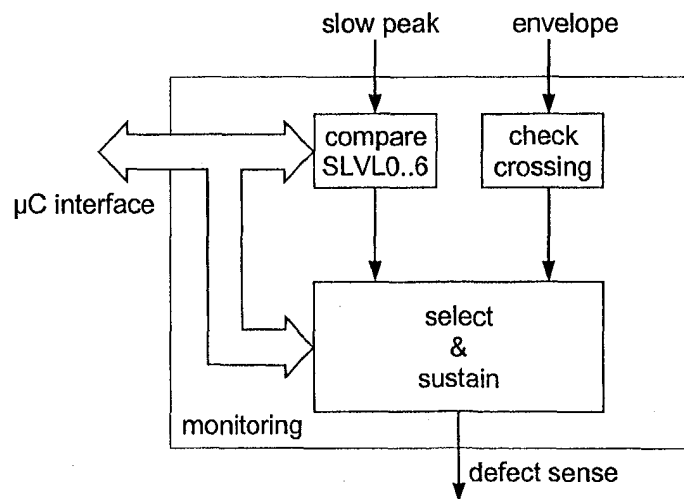 slow peak
envelope
compare
SLVL0..6
check
crossing
µC interface
select
&
sustain
monitoring
defect sense